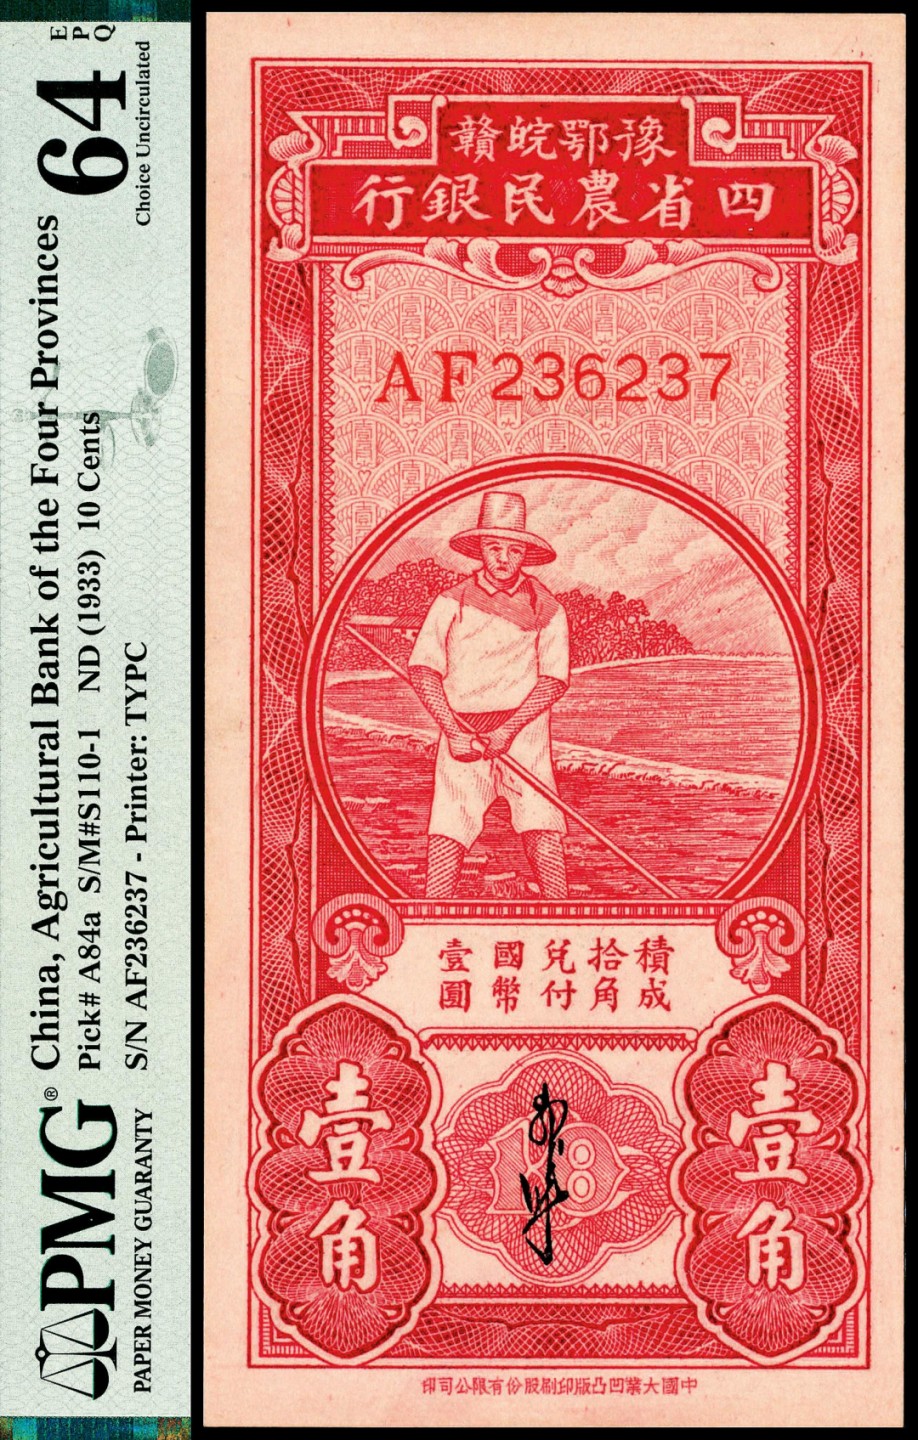 PMG®
PAPER MONEY GUARANTY
China, Agricultural Bank of the Four Provinces
Pick# A84a S/M#S110-1 ND (1933) 10 Cents
S/N AF236237 - Printer: TYPC
64
EPQ
Choice Uncirculated
豫鄂皖贛
四省農民銀行
AF236237
積成
拾角
兌付
國幣
壹圓
壹角
壹角
中國大業凹凸版印刷股份有限公司印